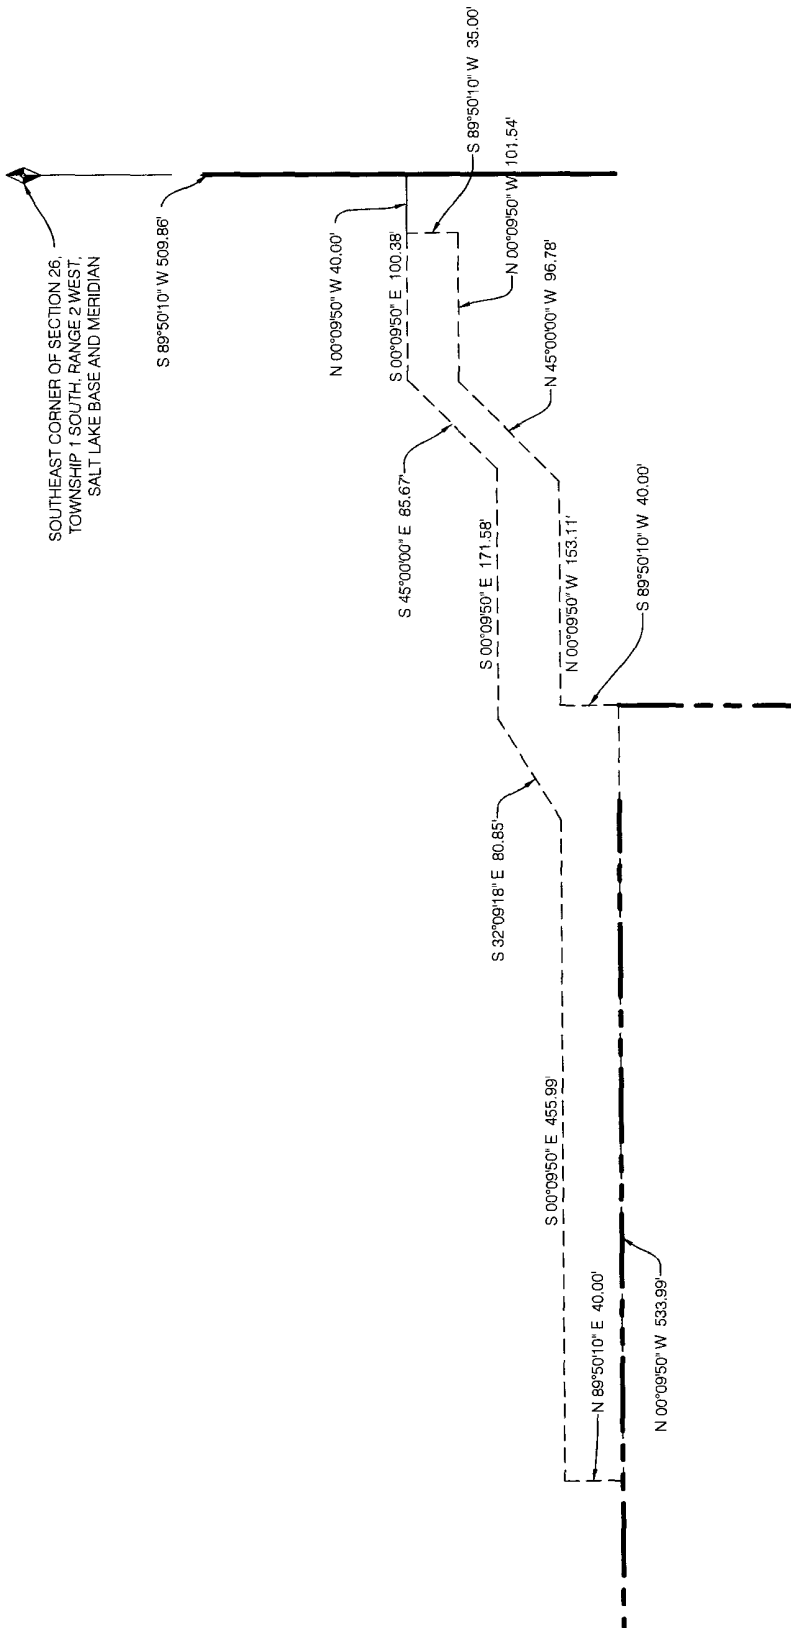 SOUTHEAST CORNER OF SECTION 26,
TOWNSHIP 1 SOUTH, RANGE 2 WEST,
SALT LAKE BASE AND MERIDIAN
S 89°50'10" W 509.86'
N 00°09'50" W 40.00'
S 00°09'50" E 100.38'
S 89°50'10" W 35.00'
N 00°09'50" W 101.54'
N 45°00'00" W 96.78'
S 45°00'00" E 85.67'
S 00°09'50" E 171.58'
N 00°09'50" W 153.11'
S 89°50'10" W 40.00'
S 32°09'18" E 80.85'
S 00°09'50" E 455.99'
N 89°50'10" E 40.00'
N 00°09'50" W 533.99'